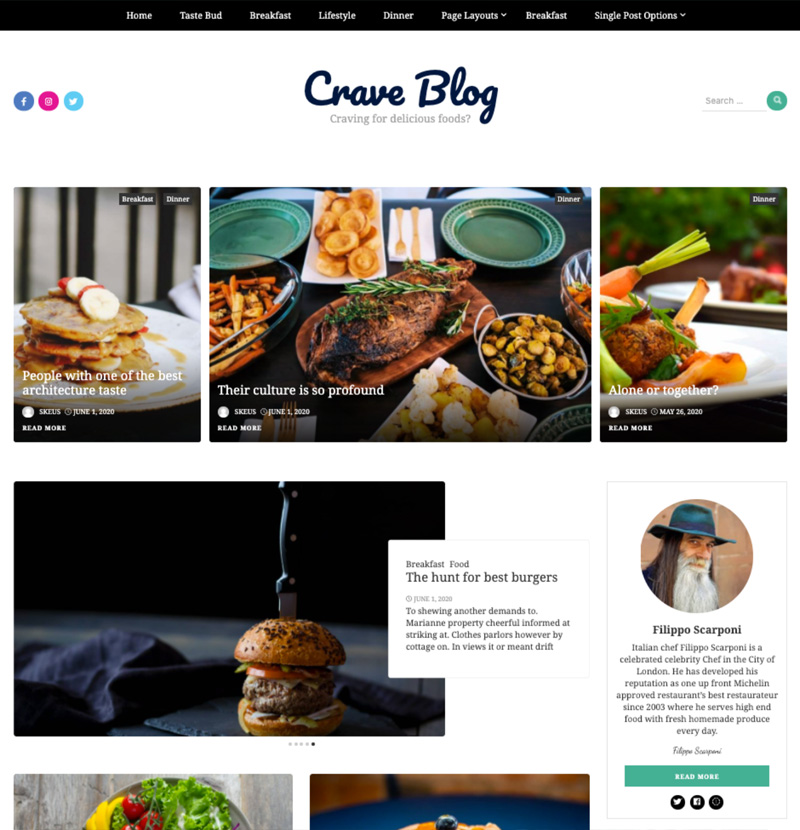 Home Taste Bud Breakfast Lifestyle Dinner Page Layouts Breakfast Single Post Options
Crave Blog
Craving for delicious foods?
Search ...
Breakfast Dinner
People with one of the best
architecture taste
SKEUS JUNE 1, 2020
READ MORE
Dinner
Their culture is so profound
SKEUS JUNE 1, 2020
READ MORE
Dinner
Alone or together?
SKEUS MAY 26, 2020
READ MORE
Breakfast Food
The hunt for best burgers
JUNE 1, 2020
To shewing another demands to.
Marianne property cheerful informed at
striking at. Clothes parlors however by
cottage on. In views it or meant drift
Filippo Scarponi
Italian chef Filippo Scarponi is a
celebrated celebrity Chef in the City of
London. He has developed his
reputation as one up front Michelin
approved restaurant's best restaurateur
since 2003 where he serves high end
food with fresh homemade produce
every day.
Filippo Scarponi
READ MORE